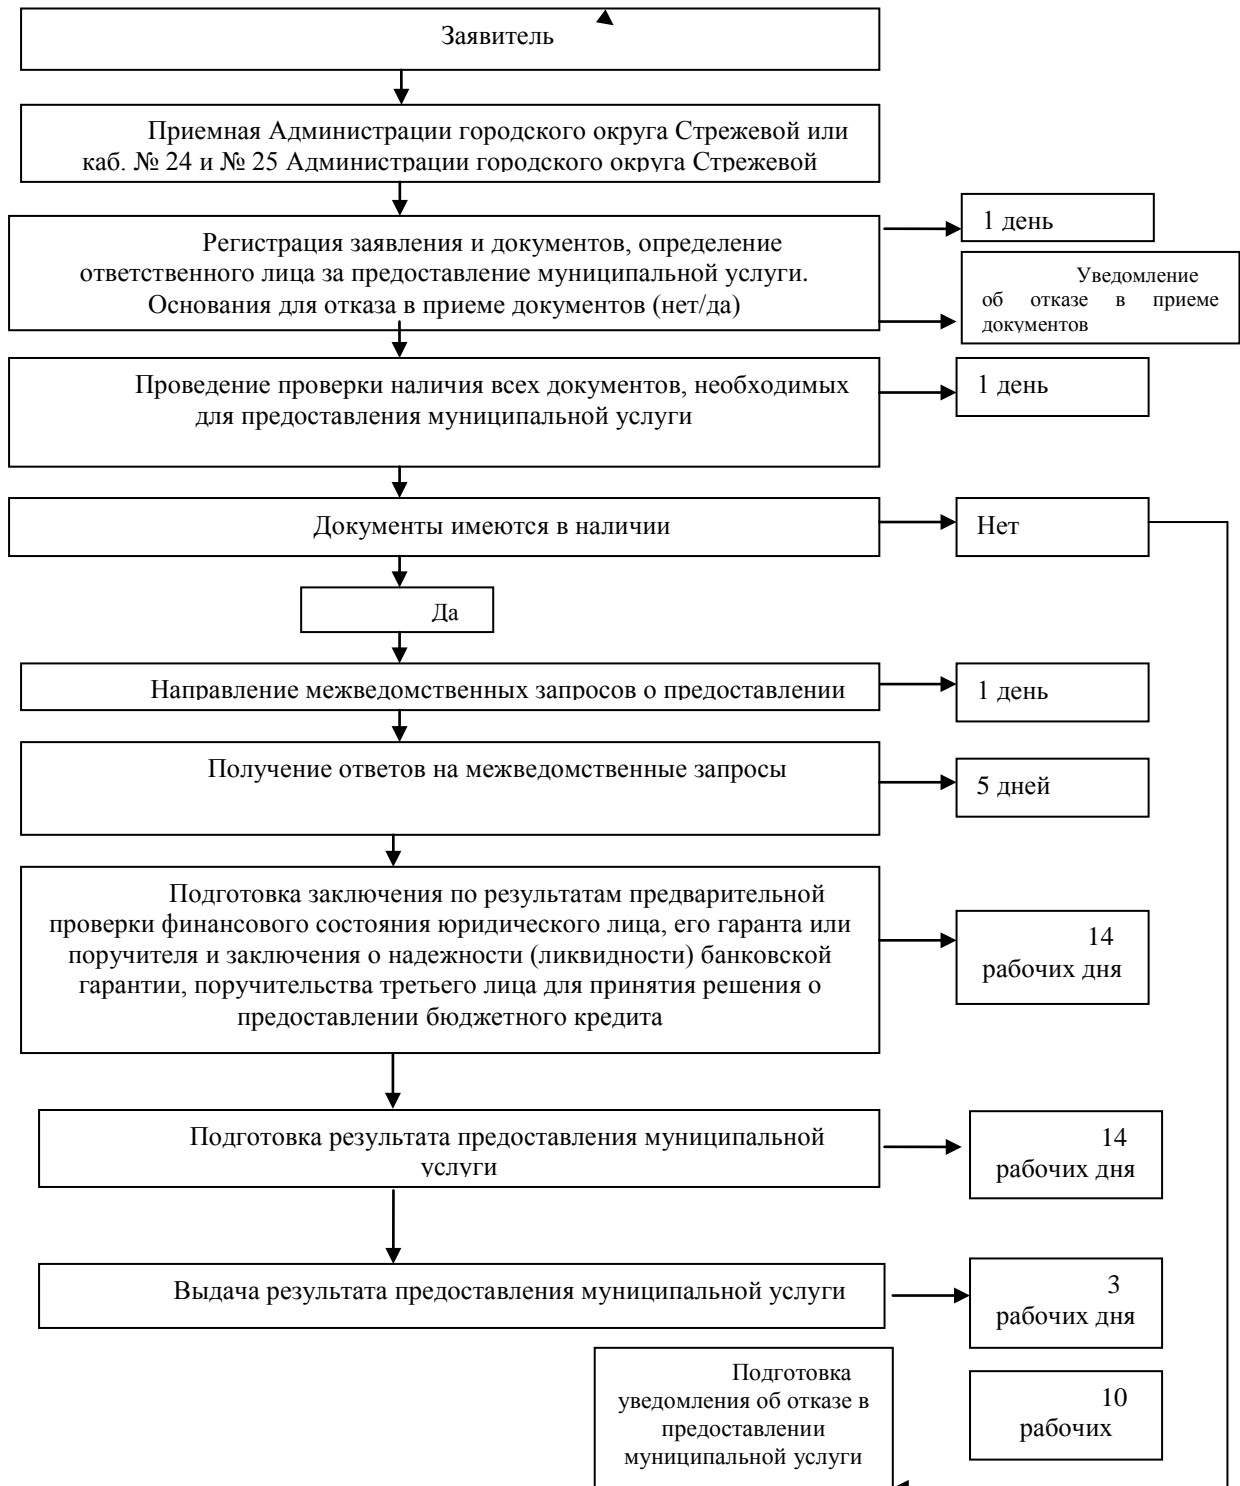 Заявитель
Приемная Администрации городского округа Стрежевой или
каб. № 24 и № 25 Администрации городского округа Стрежевой
Регистрация заявления и документов, определение
ответственного лица за предоставление муниципальной услуги.
Основания для отказа в приеме документов (нет/да)
1 день
Уведомление
об отказе в приеме
документов
Проведение проверки наличия всех документов, необходимых
для предоставления муниципальной услуги
1 день
Документы имеются в наличии
Нет
Да
Направление межведомственных запросов о предоставлении
1 день
Получение ответов на межведомственные запросы
5 дней
Подготовка заключения по результатам предварительной
проверки финансового состояния юридического лица, его гаранта или
поручителя и заключения о надежности (ликвидности) банковской
гарантии, поручительства третьего лица для принятия решения о
предоставлении бюджетного кредита
14
рабочих дня
Подготовка результата предоставления муниципальной
услуги
14
рабочих дня
Выдача результата предоставления муниципальной услуги
3
рабочих дня
Подготовка
уведомления об отказе в
предоставлении
муниципальной услуги
10
рабочих